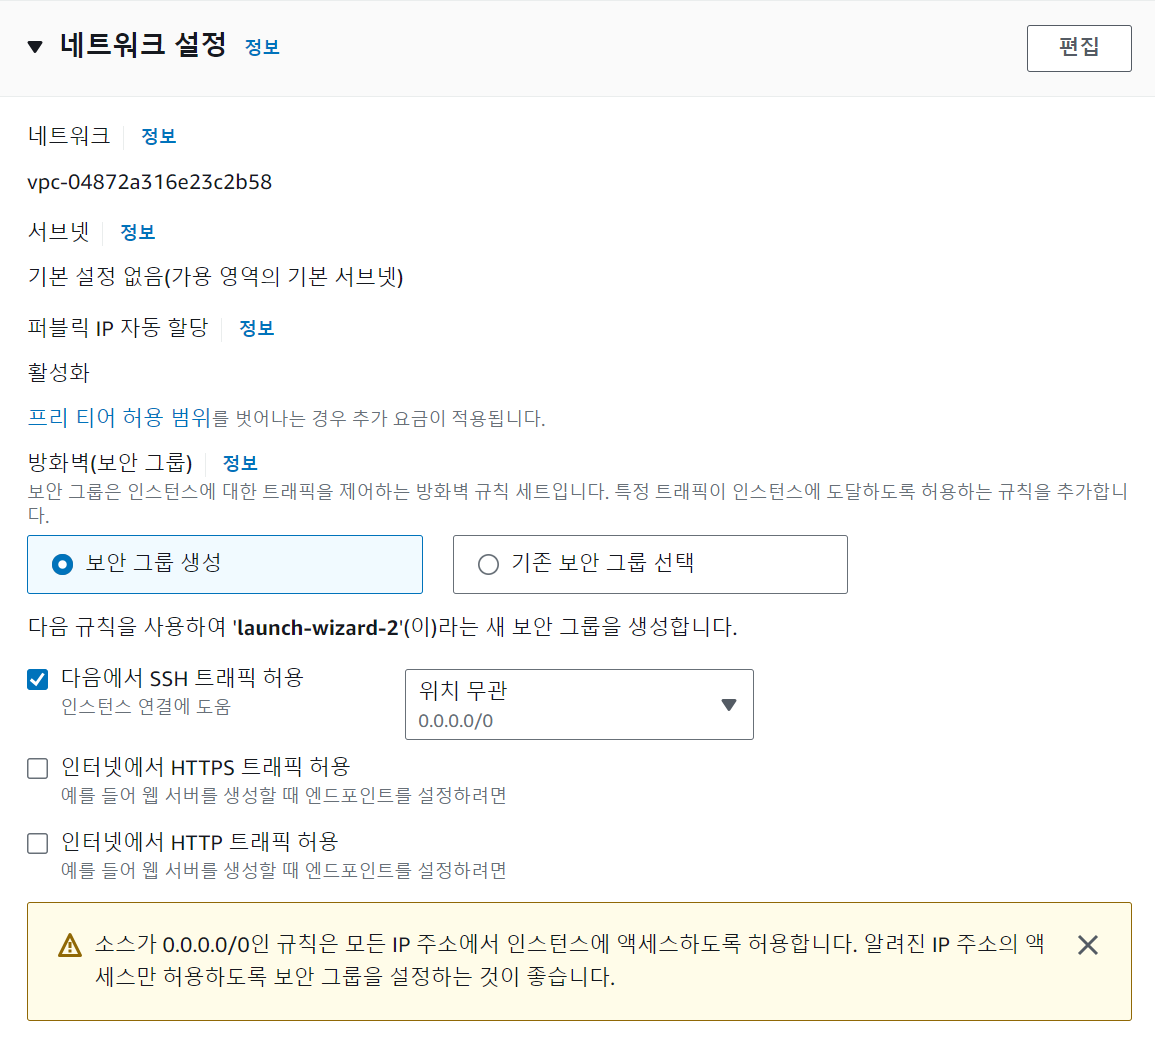 네트워크 설정 정보 편집
네트워크 정보
vpc-04872a316e23c2b58
서브넷 정보
기본 설정 없음(가용 영역의 기본 서브넷)
퍼블릭 IP 자동 할당 정보
활성화
프리 티어 허용 범위를 벗어나는 경우 추가 요금이 적용됩니다.
방화벽(보안 그룹) 정보
보안 그룹은 인스턴스에 대한 트래픽을 제어하는 방화벽 규칙 세트입니다. 특정 트래픽이 인스턴스에 도달하도록 허용하는 규칙을 추가합니
다.
보안 그룹 생성 기존 보안 그룹 선택
다음 규칙을 사용하여 'launch-wizard-2'(이)라는 새 보안 그룹을 생성합니다.
다음에서 SSH 트래픽 허용 위치 무관
인스턴스 연결에 도움 0.0.0.0/0
인터넷에서 HTTPS 트래픽 허용
예를 들어 웹 서버를 생성할 때 엔드포인트를 설정하려면
인터넷에서 HTTP 트래픽 허용
예를 들어 웹 서버를 생성할 때 엔드포인트를 설정하려면
소스가 0.0.0.0/0인 규칙은 모든 IP 주소에서 인스턴스에 액세스하도록 허용합니다. 알려진 IP 주소의 액
세스만 허용하도록 보안 그룹을 설정하는 것이 좋습니다.